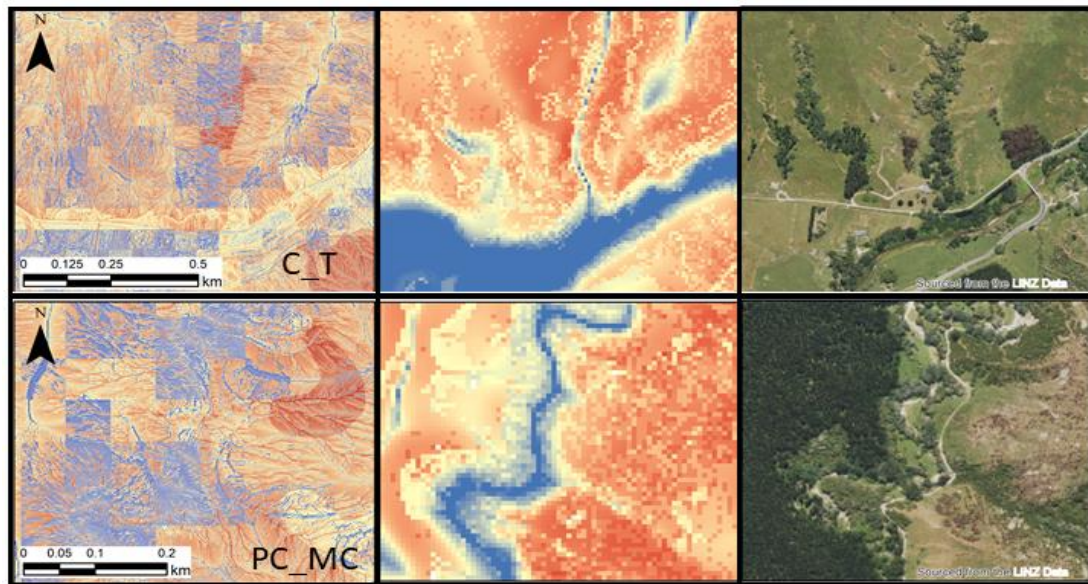 N
C_T
0 0.125 0.25 0.5
km
Sourced from the LINZ Data
N
PC_MC
0 0.05 0.1 0.2
km
Sourced from the LINZ Data